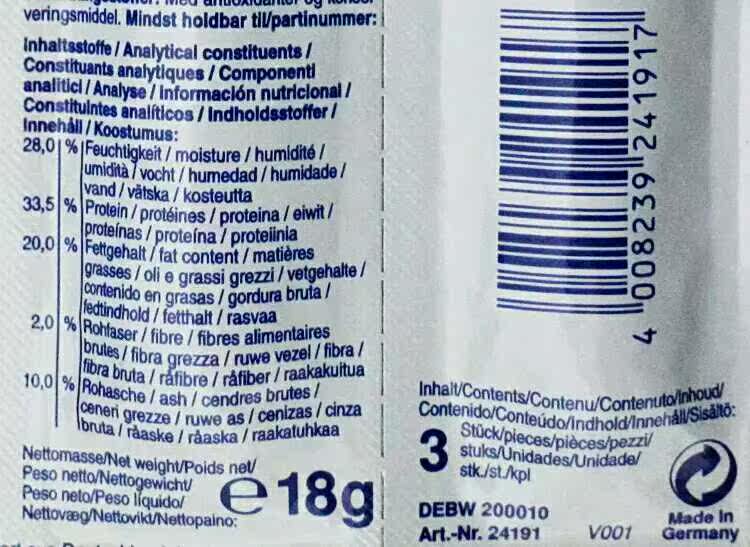 veringsmiddel. Mindst holdbar til/partinummer:
Inhaltsstoffe / Analytical constituents /
Constituants analytiques / Componenti
analitici / Analyse / Información nutricional /
Constituintes analíticos / Indholdsstoffer /
Innehåll / Koostumus:
28,0 % Feuchtigkeit / moisture / humidité /
umidità / vocht / humedad / humidade /
vand / vätska / kosteutta
33,5 % Protein / protéines / proteina / eiwit /
proteínas / proteína / proteiinia
20,0 % Fettgehalt / fat content / matières
grasses / oli e grassi grezzi / vetgehalte /
contenido en grasas / gordura bruta /
fedtindhold / fetthalt / rasvaa
2,0 % Rohfaser / fibre / fibres alimentaires
brutes / fibra grezza / ruwe vezel / fibra /
fibra bruta / råfibre / råfiber / raakakuitua
10,0 % Rohasche / ash / cendres brutes /
ceneri grezze / ruwe as / cenizas / cinza
bruta / råaske / råaska / raakatuhkaa
Nettomasse/Net weight/Poids net/
Peso netto/Nettogewicht/
Peso neto/Peso líquido/
Nettovæg/Nettovikt/Nettopaino:
e 18g
4 008239 241917
Inhalt/Contents/Contenu/Contenuto/Inhoud/
Contenido/Conteúdo/Indhold/Innehåll/Sisältö:
3 Stück/pieces/pièces/pezzi/
stuks/Unidades/Unidade/
stk./st./kpl
DEBW 200010
Art.-Nr. 24191 V001
Made in
Germany